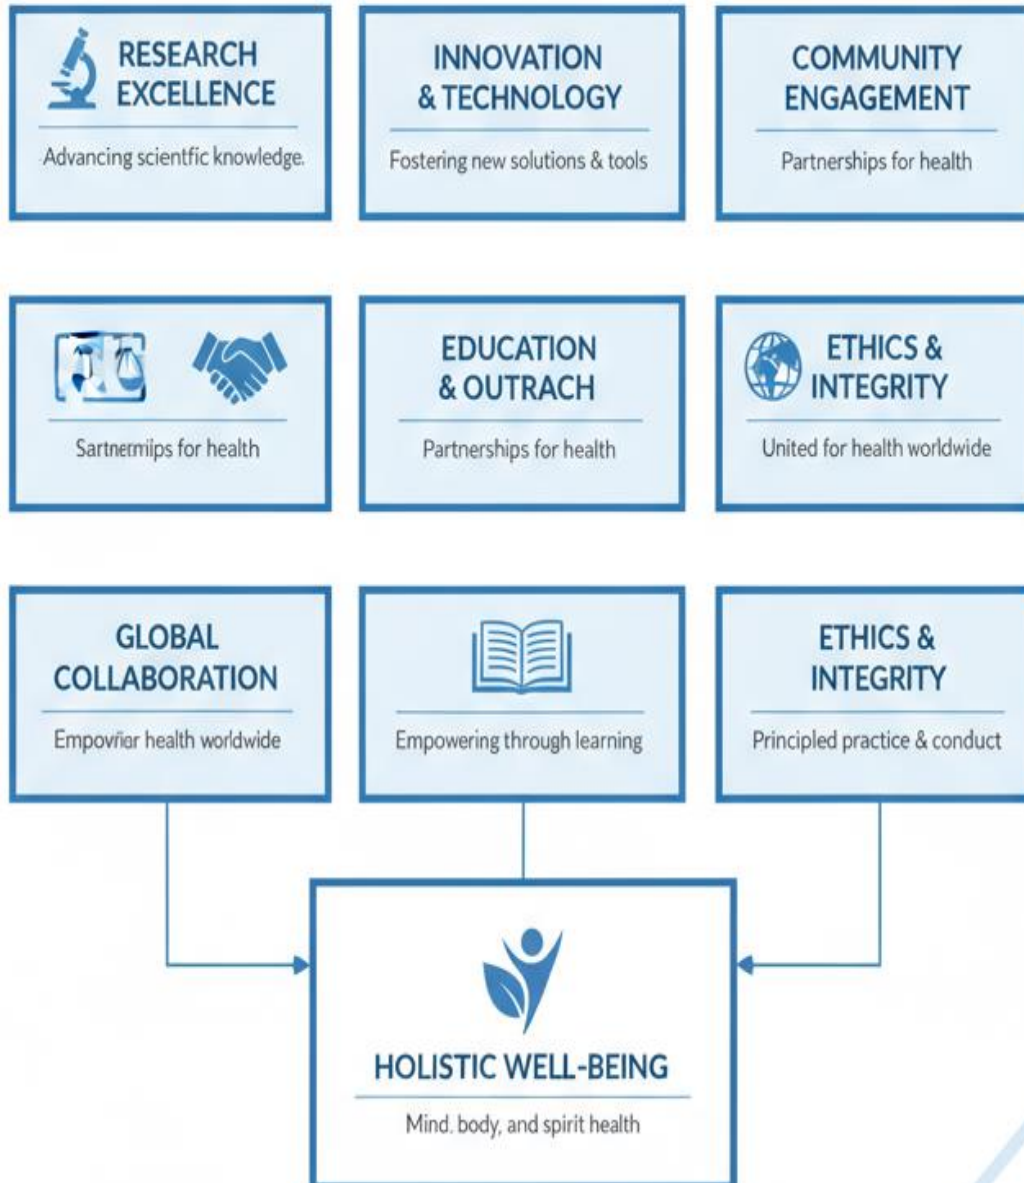 RESEARCH
EXCELLENCE
Advancing scientfic knowledge.
INNOVATION
& TECHNOLOGY
Fostering new solutions & tools
COMMUNITY
ENGAGEMENT
Partnerships for health
for health
EDUCATION
& OUTRACH
Partnerships for health
ETHICS &
INTEGRITY
United for health worldwide
GLOBAL
COLLABORATION
health worldwide
Empowering through learning
ETHICS &
INTEGRITY
Principled practice & conduct
HOLISTIC WELL-BEING
Mind, body, and spirit health